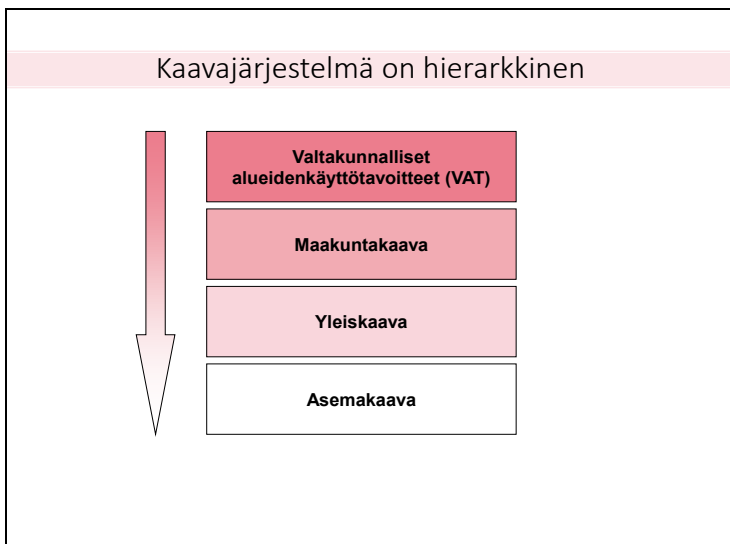 Kaavajärjestelmä on hierarkkinen
Valtakunnalliset
alueidenkäyttötavoitteet (VAT)
Maakuntakaava
Yleiskaava
Asemakaava